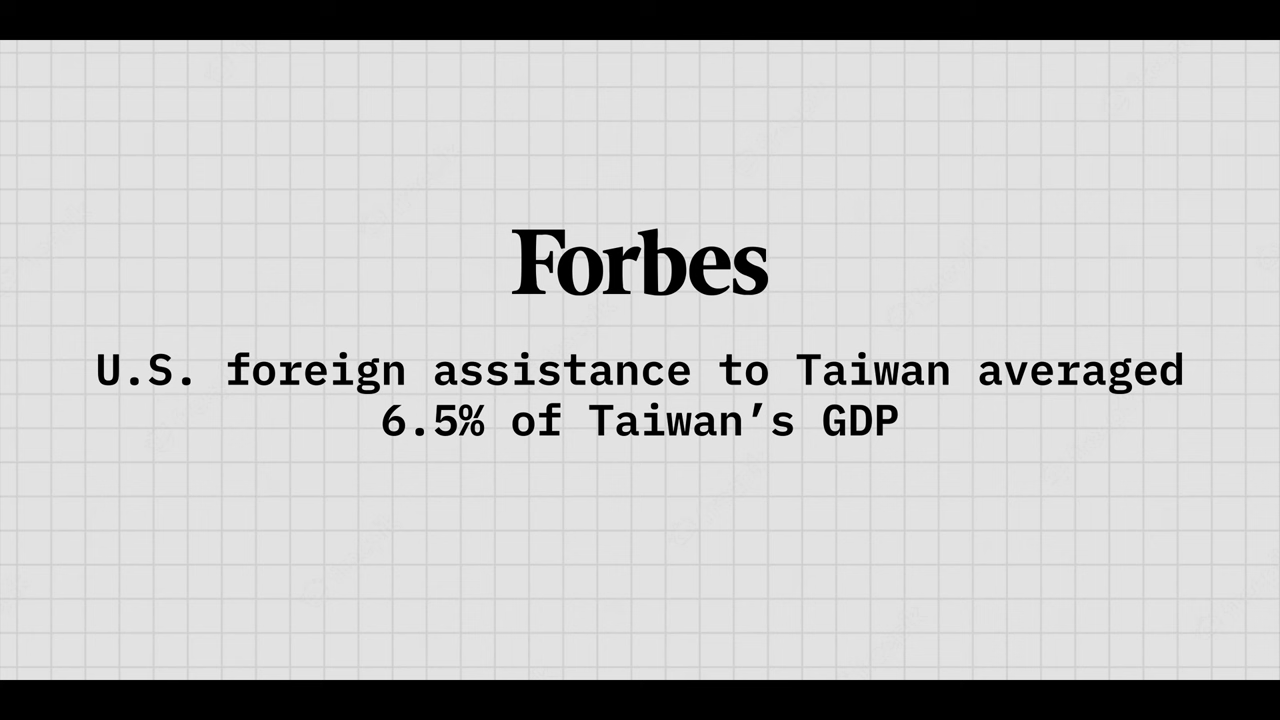 Forbes
U.S. foreign assistance to Taiwan averaged
6.5% of Taiwan’s GDP